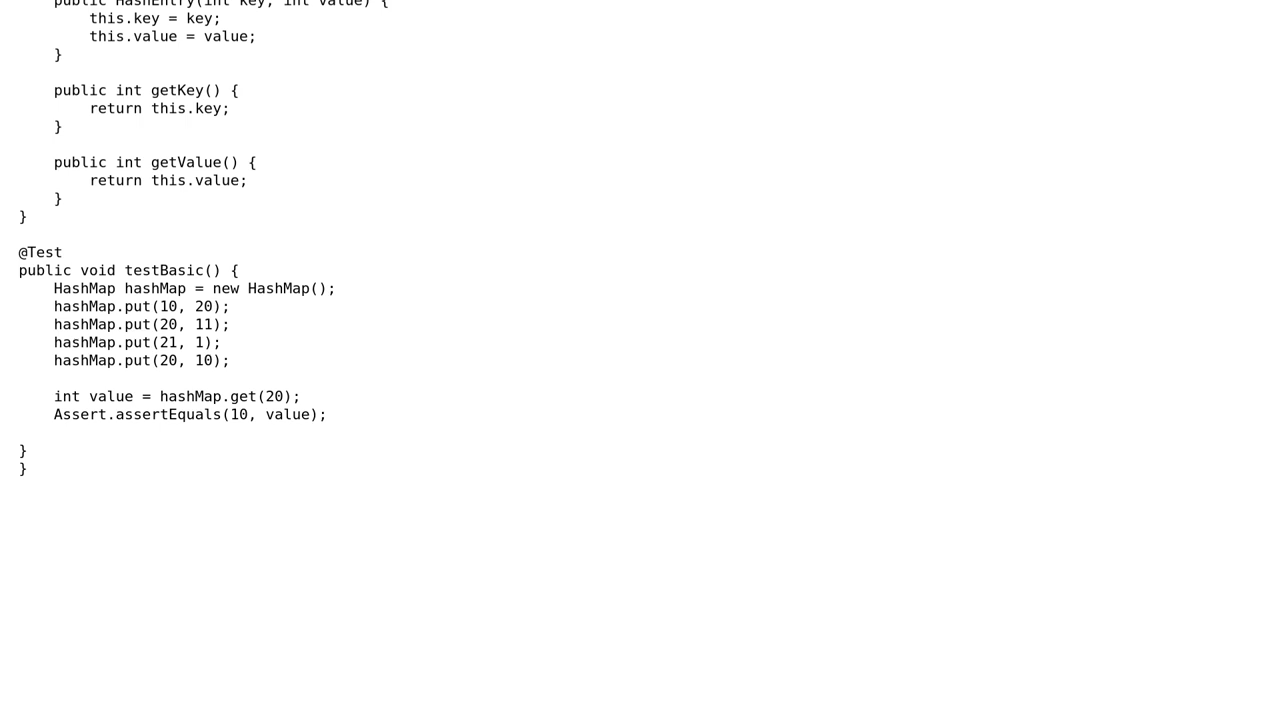 public HashEntry(int key, int value) {
        this.key = key;
        this.value = value;
    }

    public int getKey() {
        return this.key;
    }

    public int getValue() {
        return this.value;
    }
}

@Test
public void testBasic() {
    HashMap hashMap = new HashMap();
    hashMap.put(10, 20);
    hashMap.put(20, 11);
    hashMap.put(21, 1);
    hashMap.put(20, 10);

    int value = hashMap.get(20);
    Assert.assertEquals(10, value);

}
}